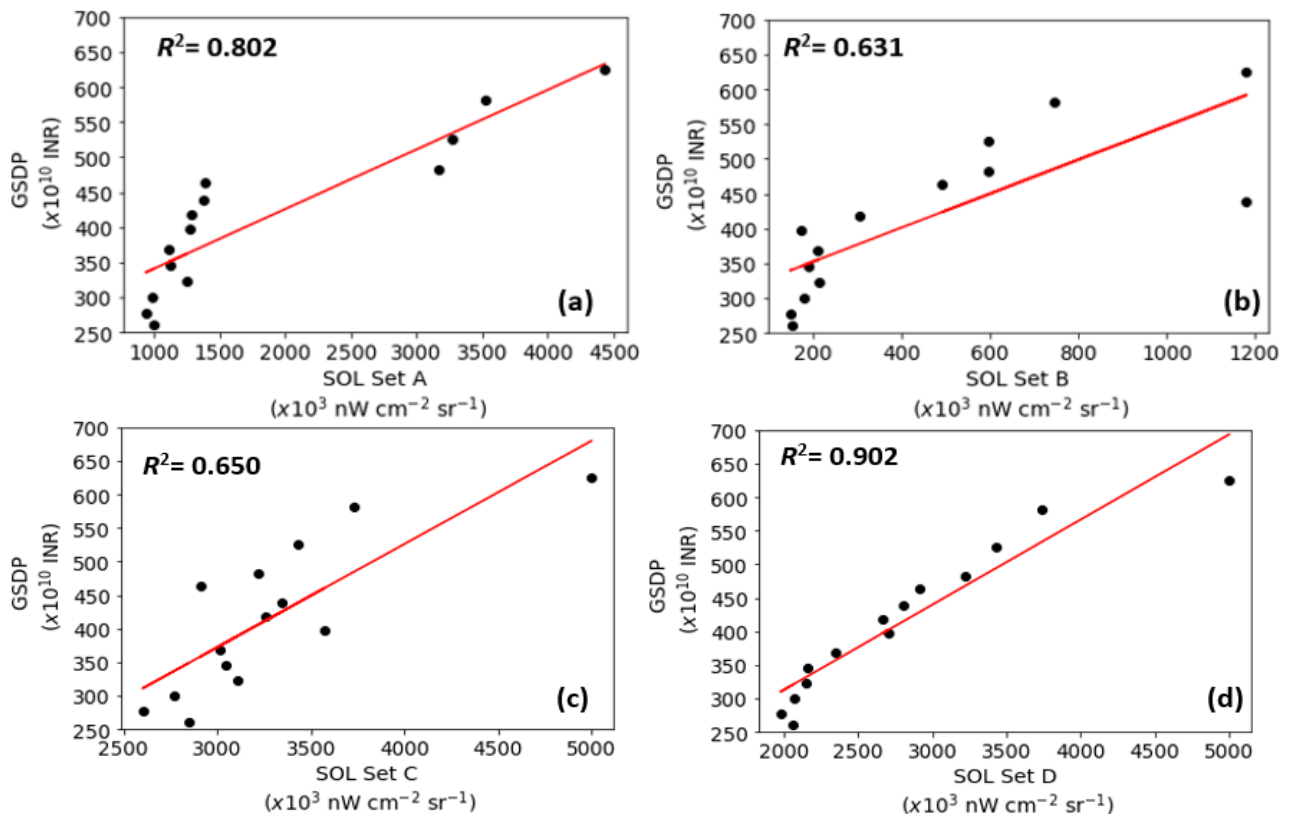 R²= 0.802
(a)
700
650
600
550
500
450
400
350
300
250
GSDP
(x10¹⁰ INR)
1000 1500 2000 2500 3000 3500 4000 4500
SOL Set A
(x10³ nW cm⁻² sr⁻¹)
R²= 0.631
(b)
700
650
600
550
500
450
400
350
300
250
GSDP
(x10¹⁰ INR)
200 400 600 800 1000 1200
SOL Set B
(x10³ nW cm⁻² sr⁻¹)
R²= 0.650
(c)
700
650
600
550
500
450
400
350
300
250
GSDP
(x10¹⁰ INR)
2500 3000 3500 4000 4500 5000
SOL Set C
(x10³ nW cm⁻² sr⁻¹)
R²= 0.902
(d)
700
650
600
550
500
450
400
350
300
250
GSDP
(x10¹⁰ INR)
2000 2500 3000 3500 4000 4500 5000
SOL Set D
(x10³ nW cm⁻² sr⁻¹)